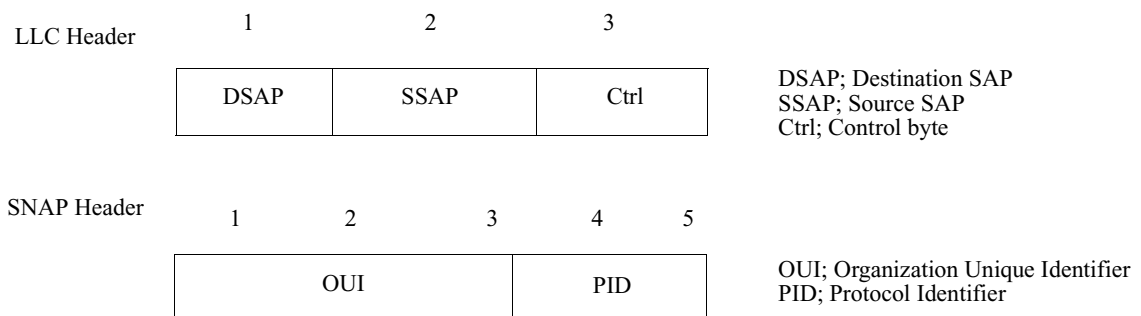 LLC Header
1 2 3
DSAP SSAP Ctrl
DSAP; Destination SAP
SSAP; Source SAP
Ctrl; Control byte
SNAP Header
1 2 3 4 5
OUI PID
OUI; Organization Unique Identifier
PID; Protocol Identifier